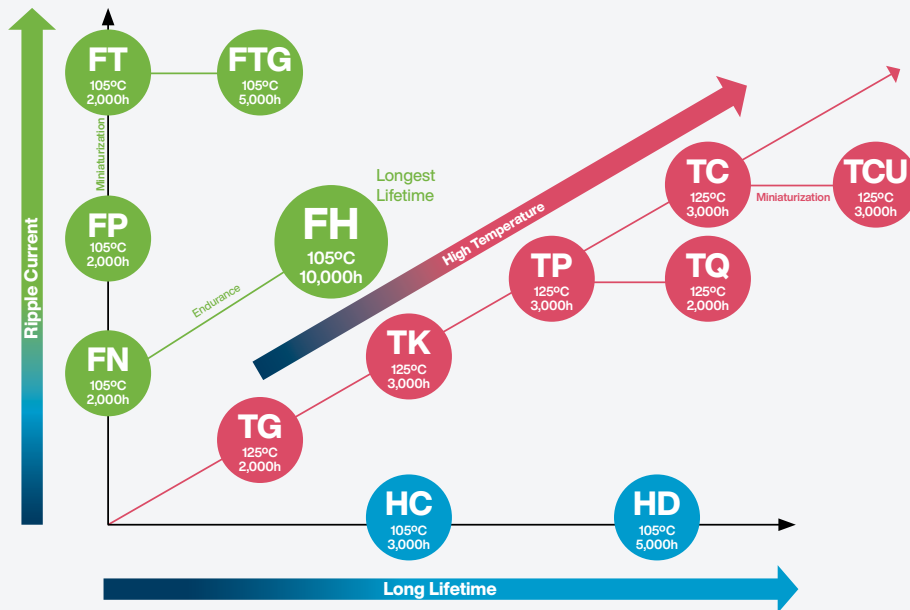 FT
105ºC
2,000h
FTG
105ºC
5,000h
Miniaturization
Ripple Current
FP
105ºC
2,000h
FN
105ºC
2,000h
Endurance
Longest
Lifetime
FH
105ºC
10,000h
High Temperature
TC
125ºC
3,000h
Miniaturization
TCU
125ºC
3,000h
TP
125ºC
3,000h
TQ
125ºC
2,000h
TK
125ºC
3,000h
TG
125ºC
2,000h
HC
105ºC
3,000h
HD
105ºC
5,000h
Long Lifetime